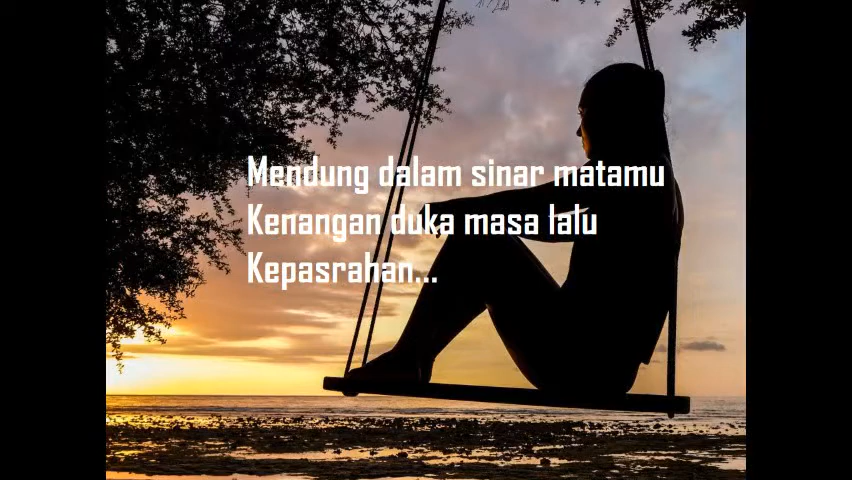 Mendung dalam sinar matamu
Kenangan duka masa lalu
Kepasrahan...